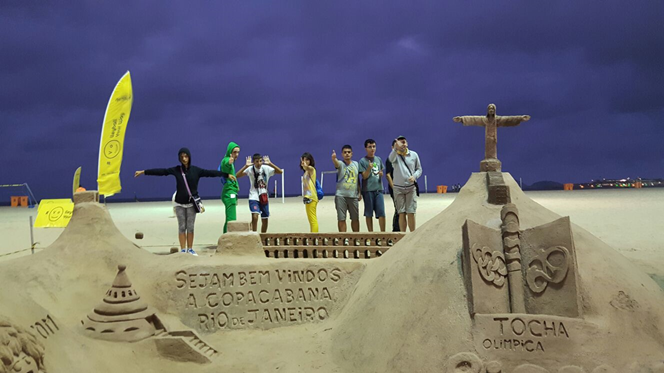 SEJAM BEM VINDOS
A COPACABANA,
RIO DE JANEIRO
TOCHA
OLIMPICA